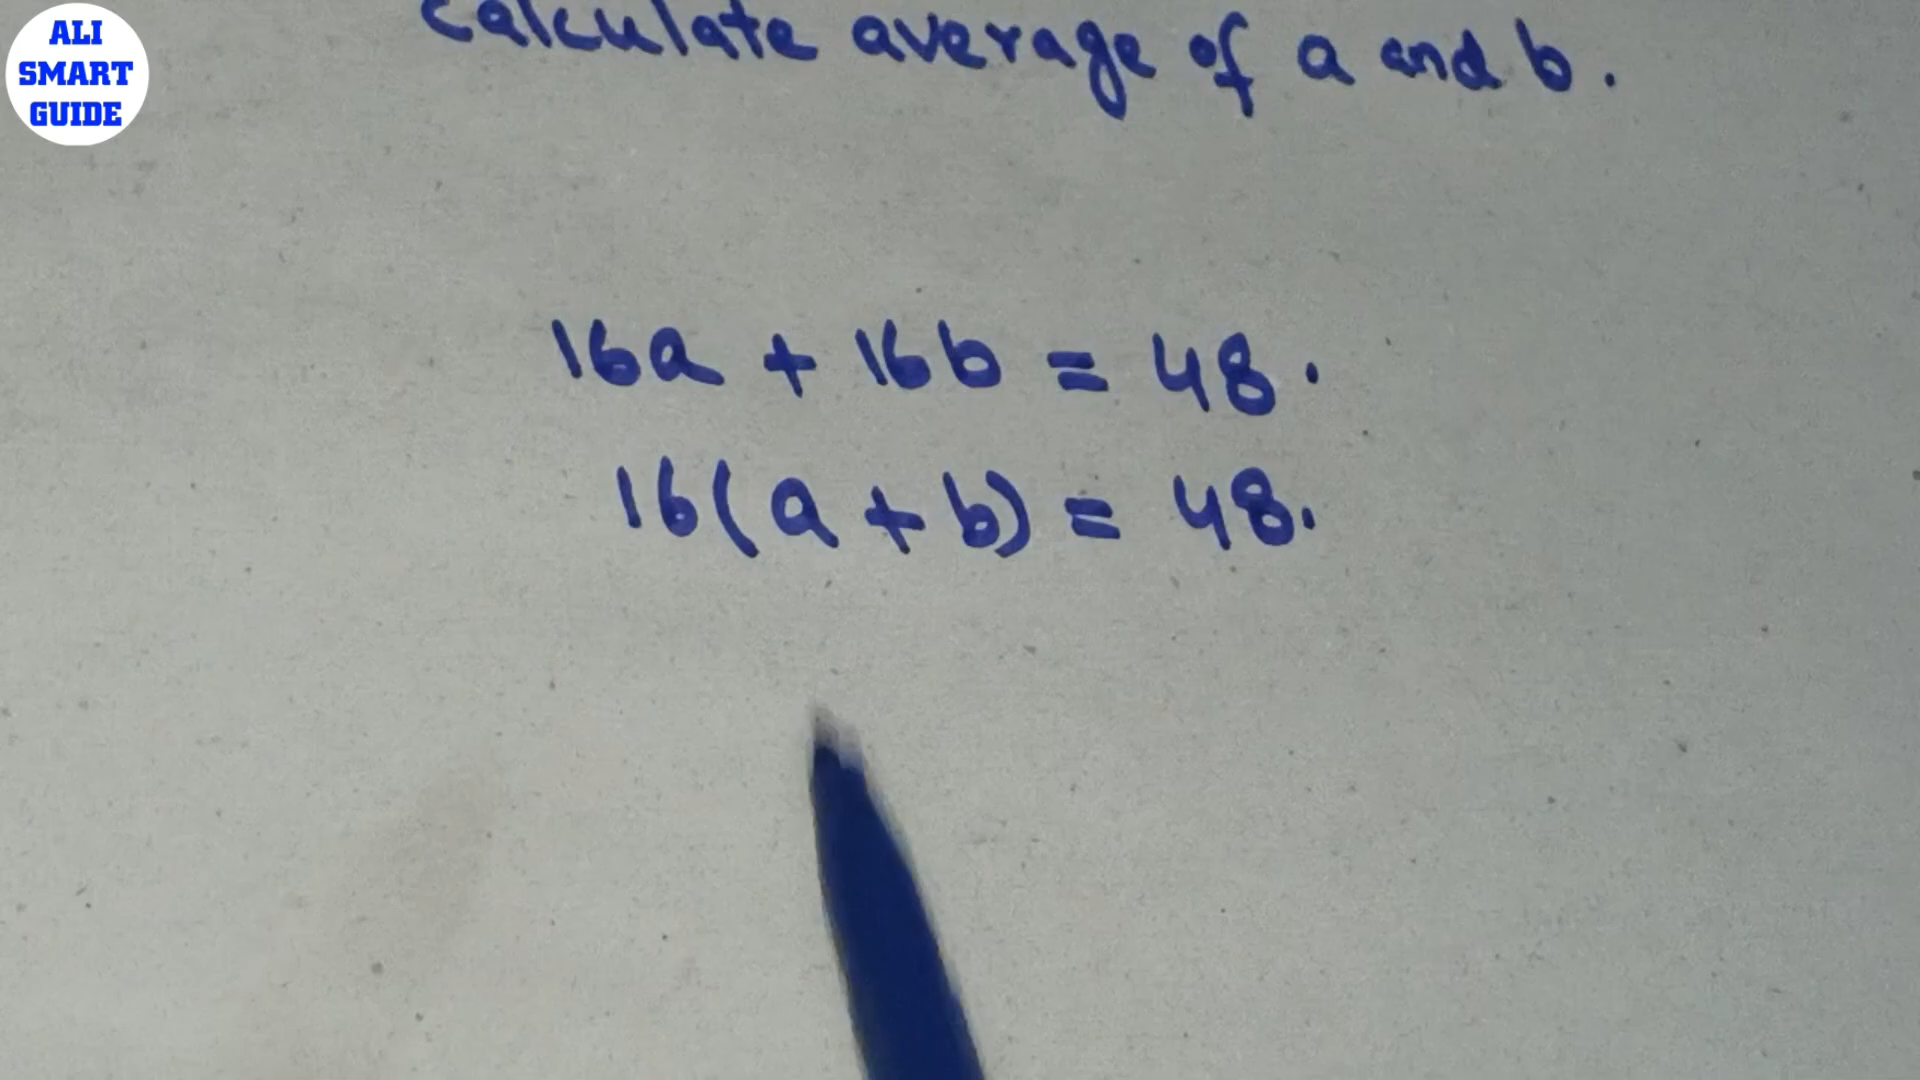 ALI
SMART
GUIDE
calculate average of a and b.
16a + 16b = 48.
16(a + b) = 48.